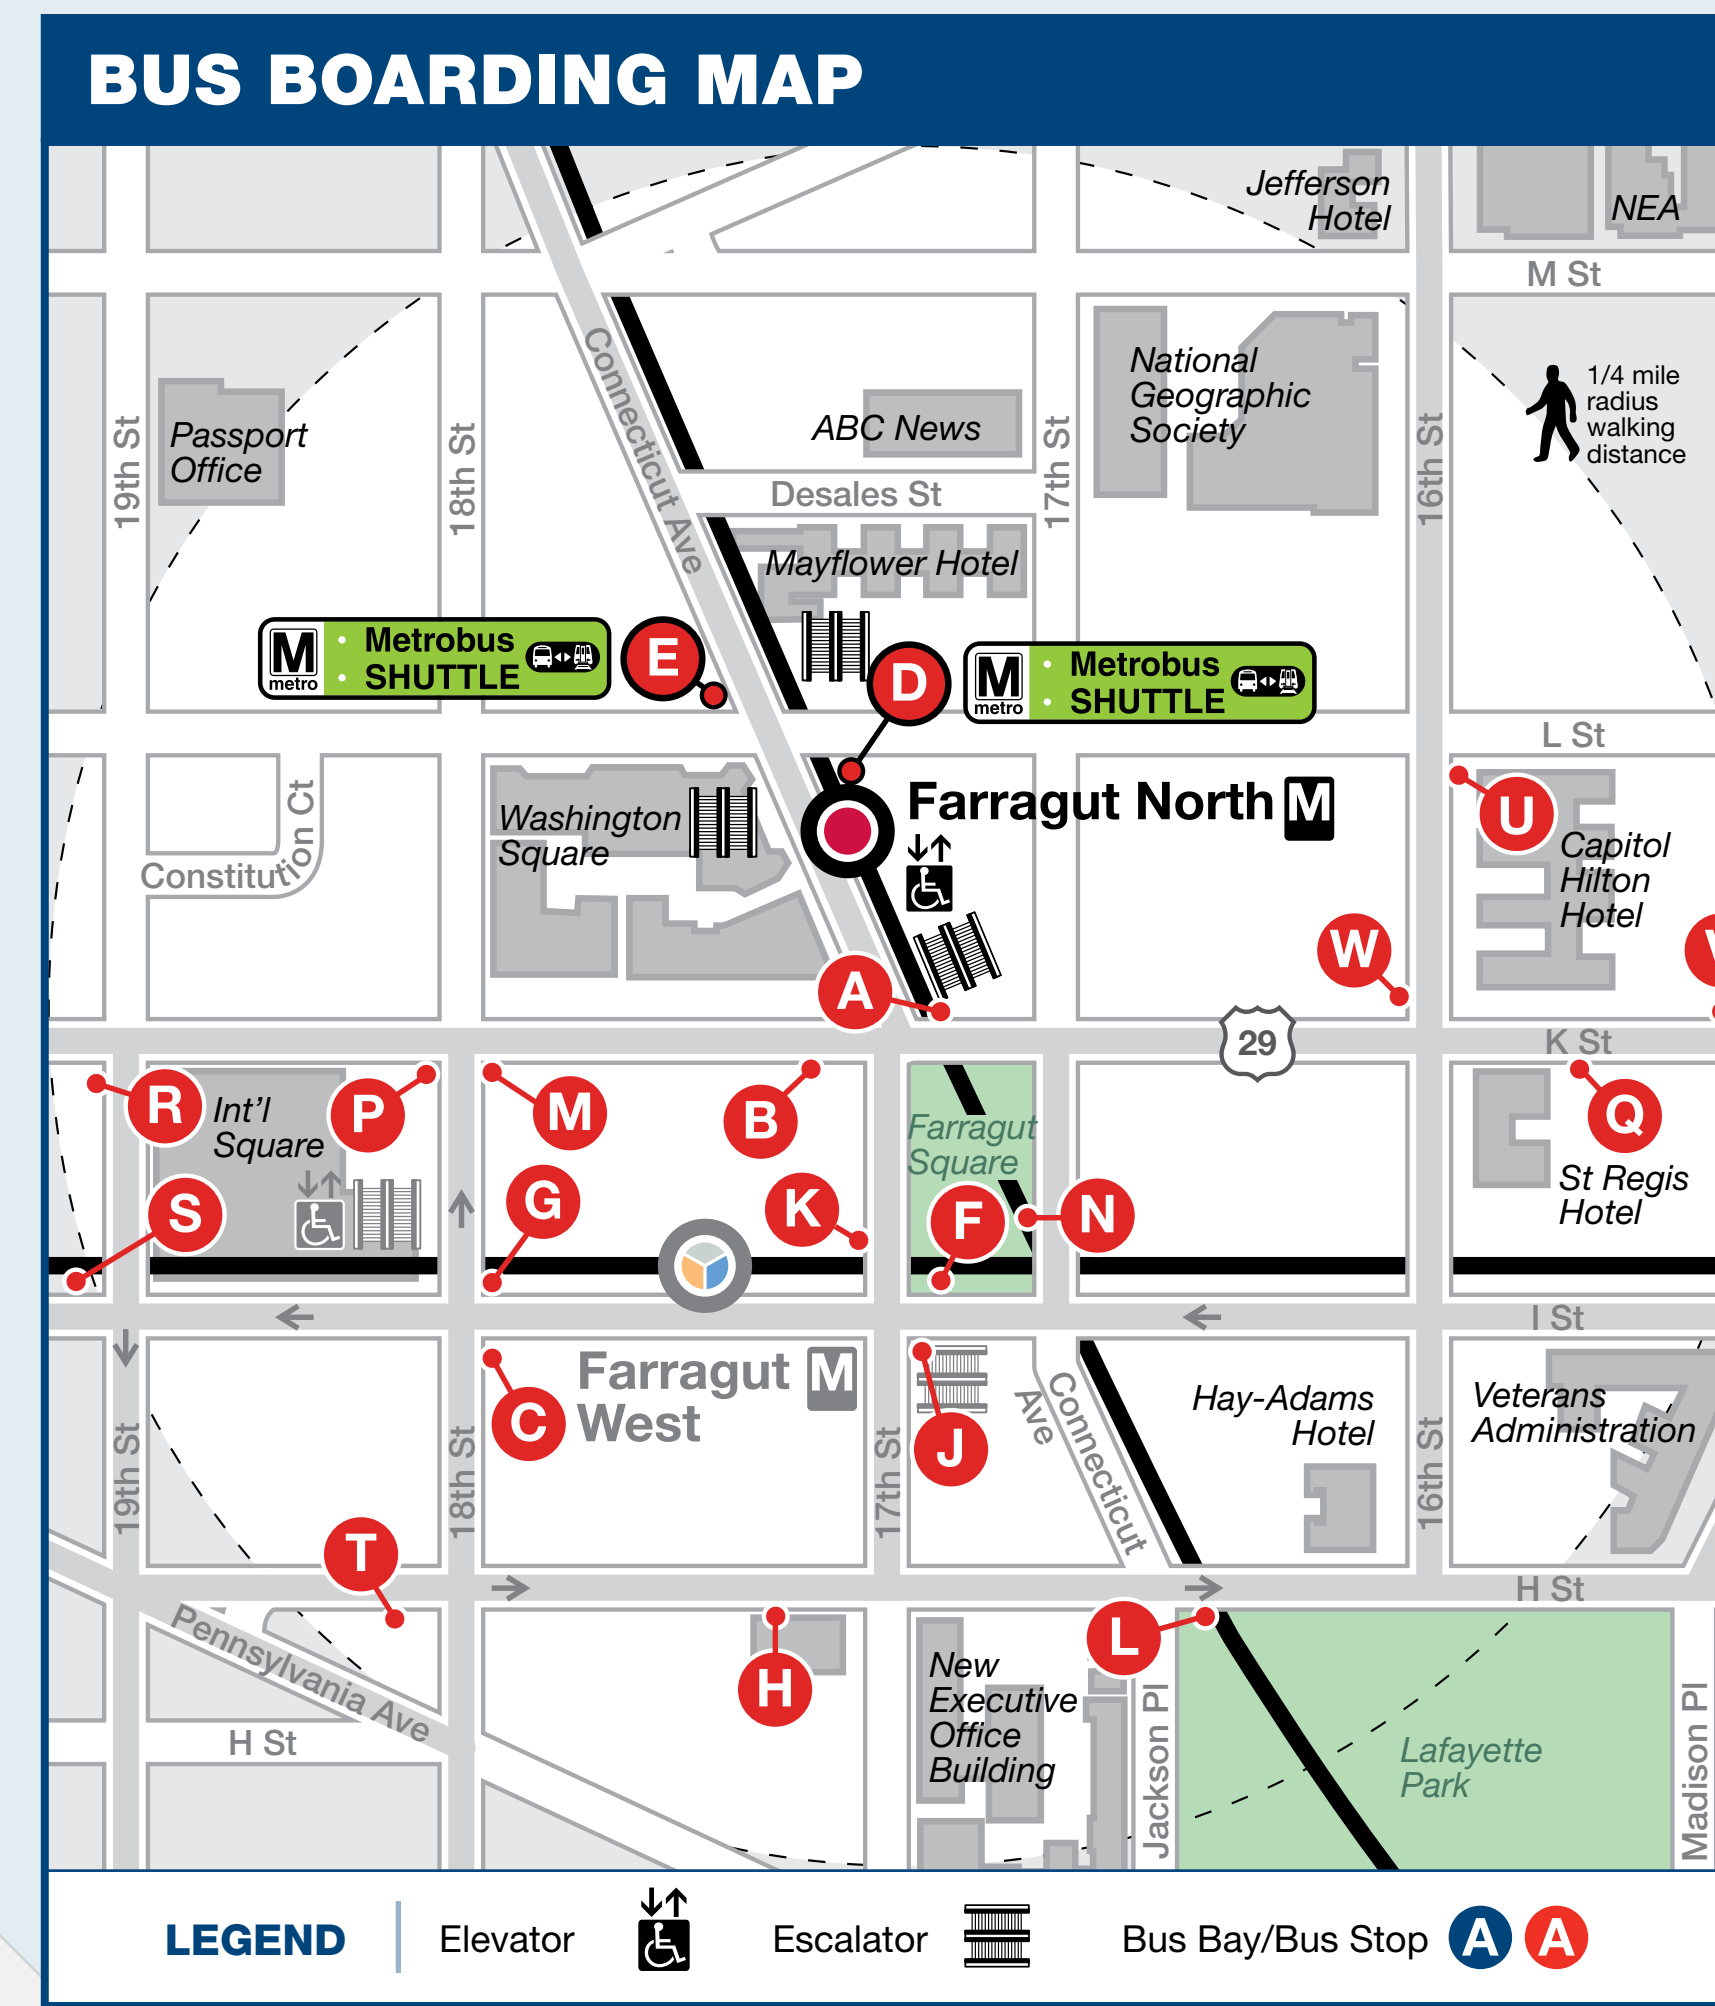 BUS BOARDING MAP
Jefferson
Hotel
NEA
M St
Connecticut Ave
National
Geographic
Society
1/4 mile
radius
walking
distance
Passport
Office
ABC News
19th St
18th St
17th St
16th St
Desales St
Mayflower Hotel
M
metro
Metrobus
SHUTTLE
E
D
M
metro
Metrobus
SHUTTLE
L St
Constitution Ct
Washington
Square
Farragut North M
U
Capitol
Hilton
Hotel
W
A
29
K St
R
Int'l
Square
P
M
B
Farragut
Square
Q
St Regis
Hotel
S
G
K
F
N
I St
C
Farragut
West
M
J
Connecticut
Ave
Hay-Adams
Hotel
Veterans
Administration
19th St
18th St
17th St
16th St
T
H St
L
H
Pennsylvania Ave
H St
New
Executive
Office
Building
Jackson Pl
Lafayette
Park
Madison Pl
LEGEND
Elevator
Escalator
Bus Bay/Bus Stop A A